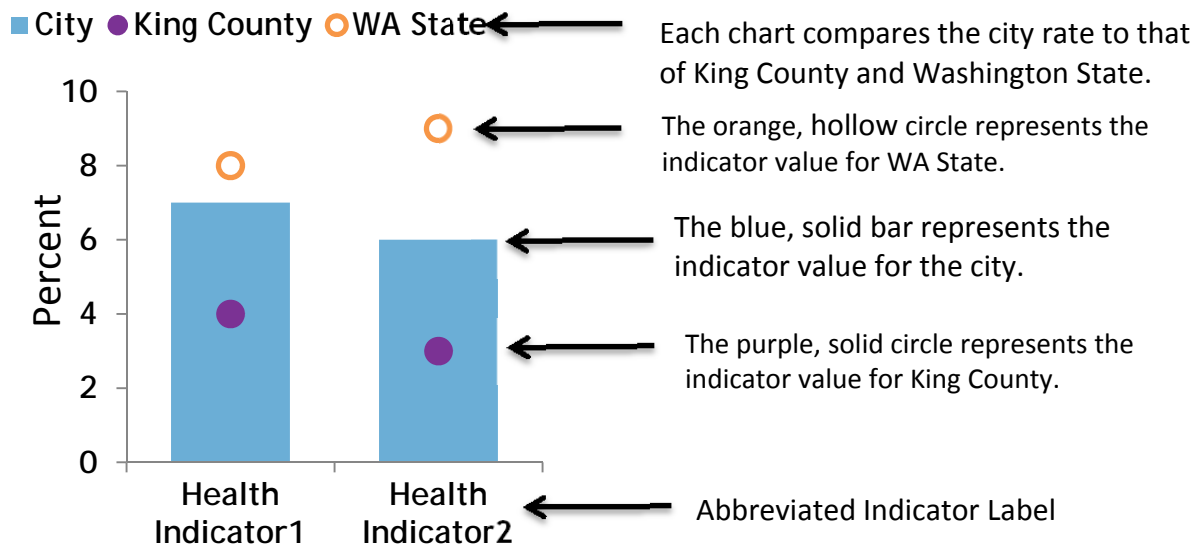 City King County WA State
Each chart compares the city rate to that
of King County and Washington State.
The orange, hollow circle represents the
indicator value for WA State.
The blue, solid bar represents the
indicator value for the city.
The purple, solid circle represents the
indicator value for King County.
Percent
10
8
6
4
2
0
Health
Indicator1
Health
Indicator2
Abbreviated Indicator Label